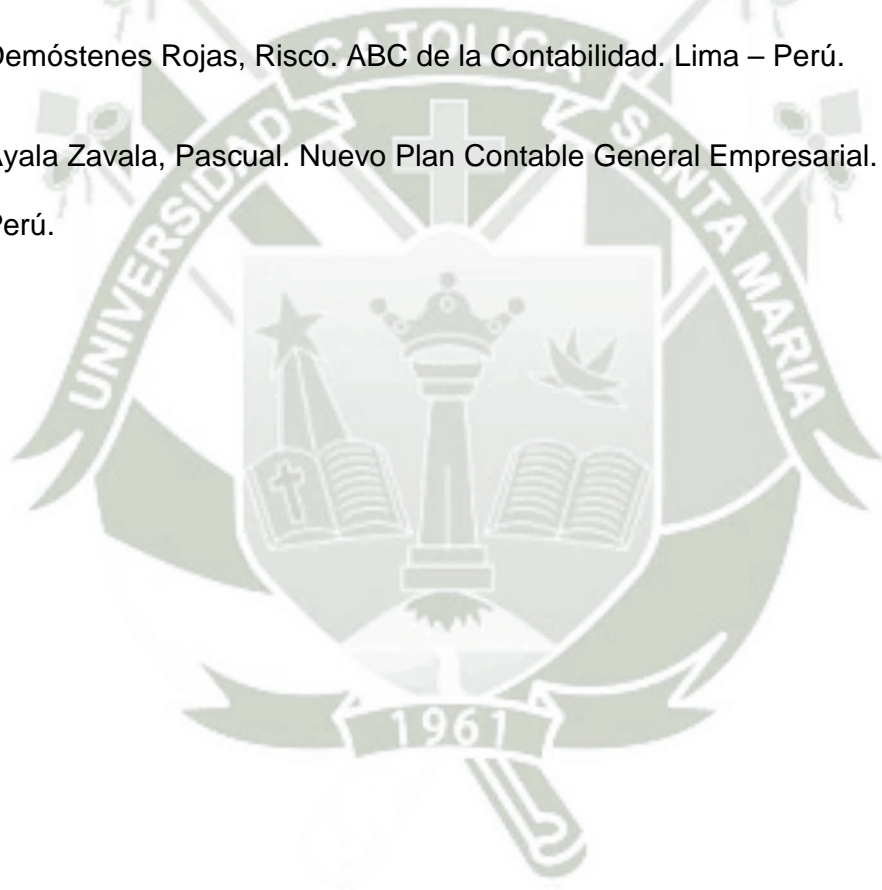 Demóstenes Rojas, Risco. ABC de la Contabilidad. Lima – Perú.
Ayala Zavala, Pascual. Nuevo Plan Contable General Empresarial.
Perú.
UNIVERSIDAD CATOLICA SANTA MARIA
1961